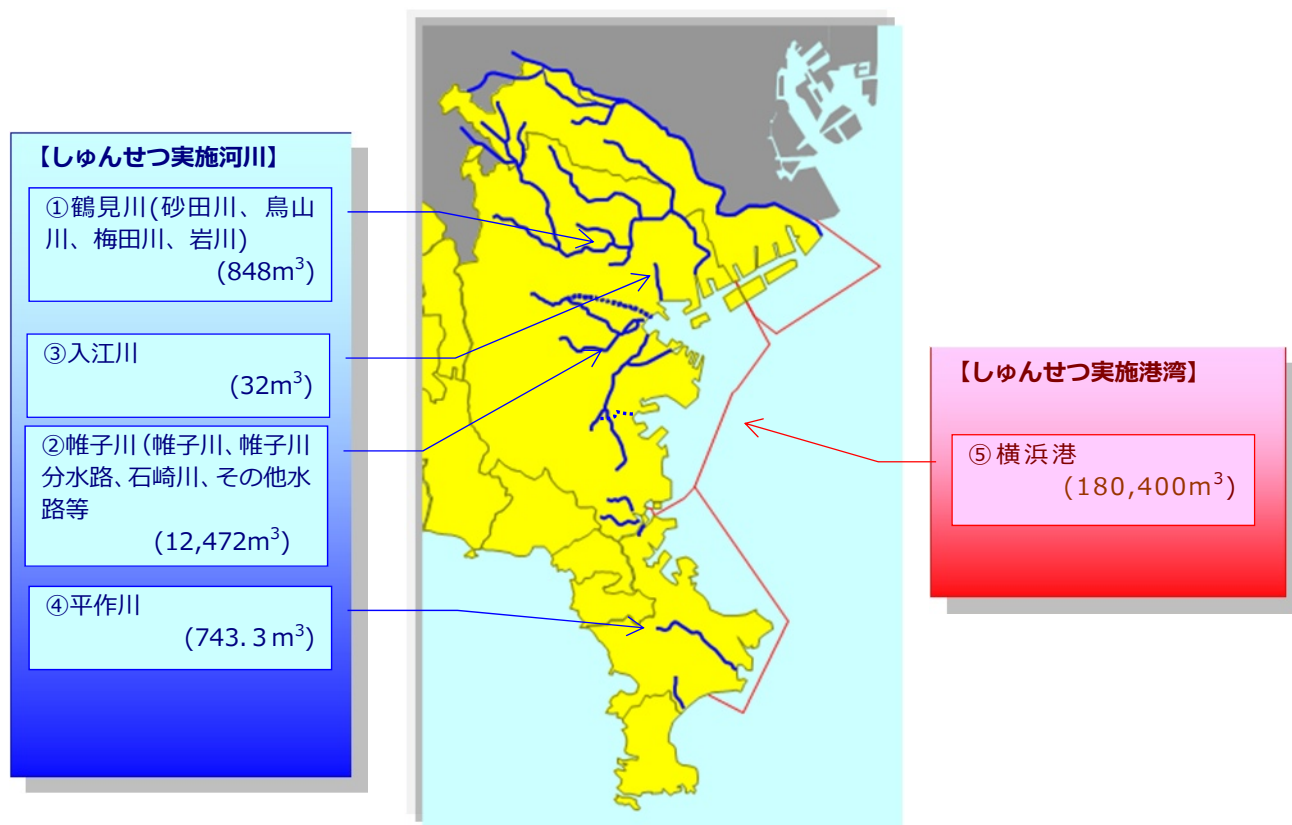 【しゅんせつ実施河川】
①鶴見川(砂田川、鳥山
川、梅田川、岩川)
(848m³)
③入江川
(32m³)
②帷子川（帷子川、帷子川
分水路、石崎川、その他水
路等
(12,472m³)
④平作川
(743.3m³)
【しゅんせつ実施港湾】
⑤横浜港
(180,400m³)